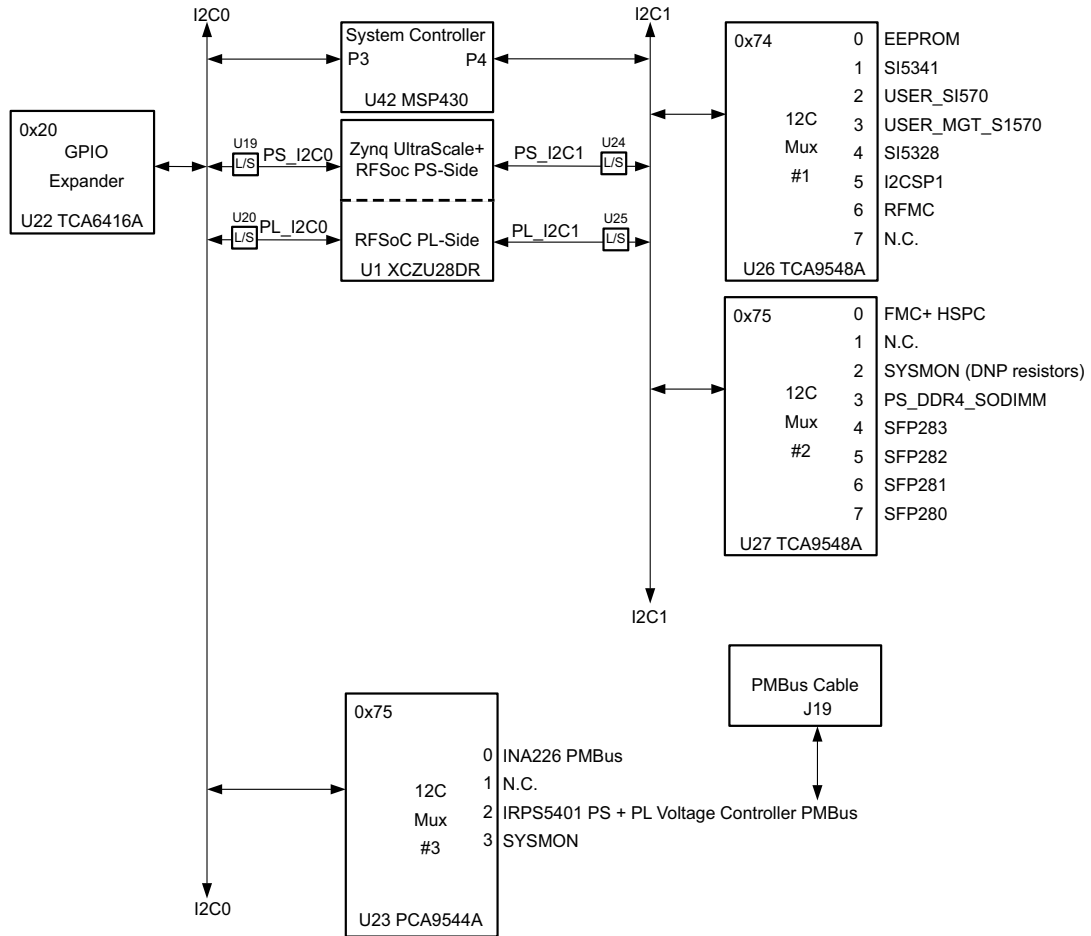 I2C0
I2C1
System Controller
P3 P4
U42 MSP430
0x20
GPIO
Expander
U22 TCA6416A
U19
L/S
PS_I2C0
Zynq UltraScale+
RFSoc PS-Side
PS_I2C1
U24
L/S
U20
L/S
PL_I2C0
RFSoC PL-Side
U1 XCZU28DR
PL_I2C1
U25
L/S
0x74
12C
Mux
#1
0 EEPROM
1 SI5341
2 USER_SI570
3 USER_MGT_S1570
4 SI5328
5 I2CSP1
6 RFMC
7 N.C.
U26 TCA9548A
0x75
12C
Mux
#2
0 FMC+ HSPC
1 N.C.
2 SYSMON (DNP resistors)
3 PS_DDR4_SODIMM
4 SFP283
5 SFP282
6 SFP281
7 SFP280
U27 TCA9548A
I2C1
PMBus Cable
J19
0x75
12C
Mux
#3
0 INA226 PMBus
1 N.C.
2 IRPS5401 PS + PL Voltage Controller PMBus
3 SYSMON
U23 PCA9544A
I2C0